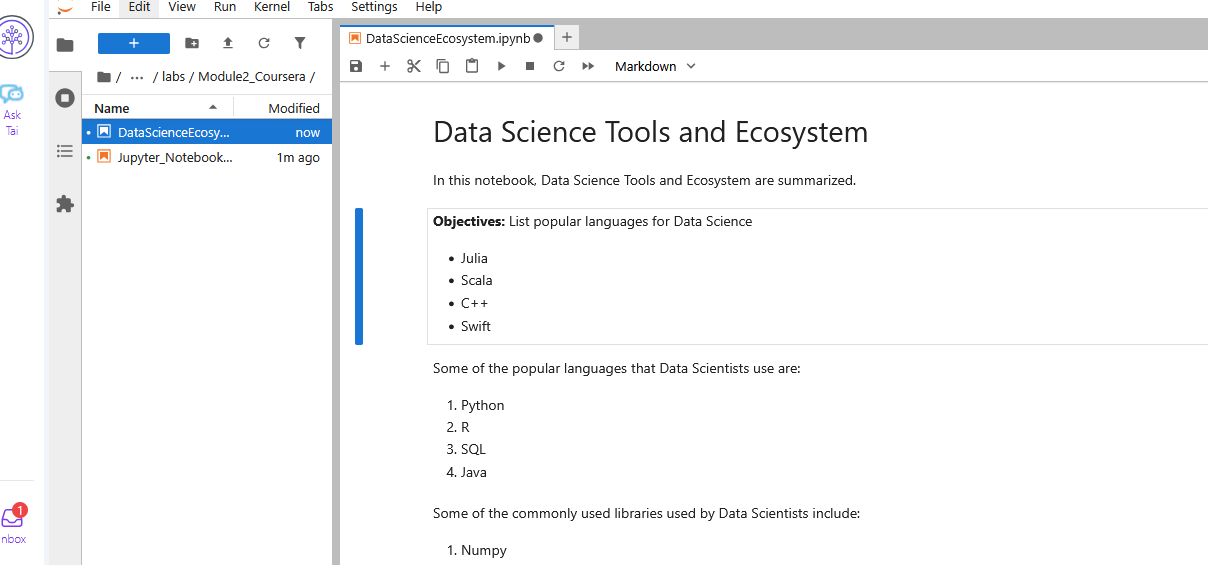 File Edit View Run Kernel Tabs Settings Help
DataScienceEcosystem.ipynb
/ ... / labs / Module2_Coursera /
Markdown
Name Modified
DataScienceEcosy... now
Jupyter_Notebook... 1m ago
Ask
Tai
1
nbox
Data Science Tools and Ecosystem
In this notebook, Data Science Tools and Ecosystem are summarized.
Objectives: List popular languages for Data Science
• Julia
• Scala
• C++
• Swift
Some of the popular languages that Data Scientists use are:
1. Python
2. R
3. SQL
4. Java
Some of the commonly used libraries used by Data Scientists include:
1. Numpy